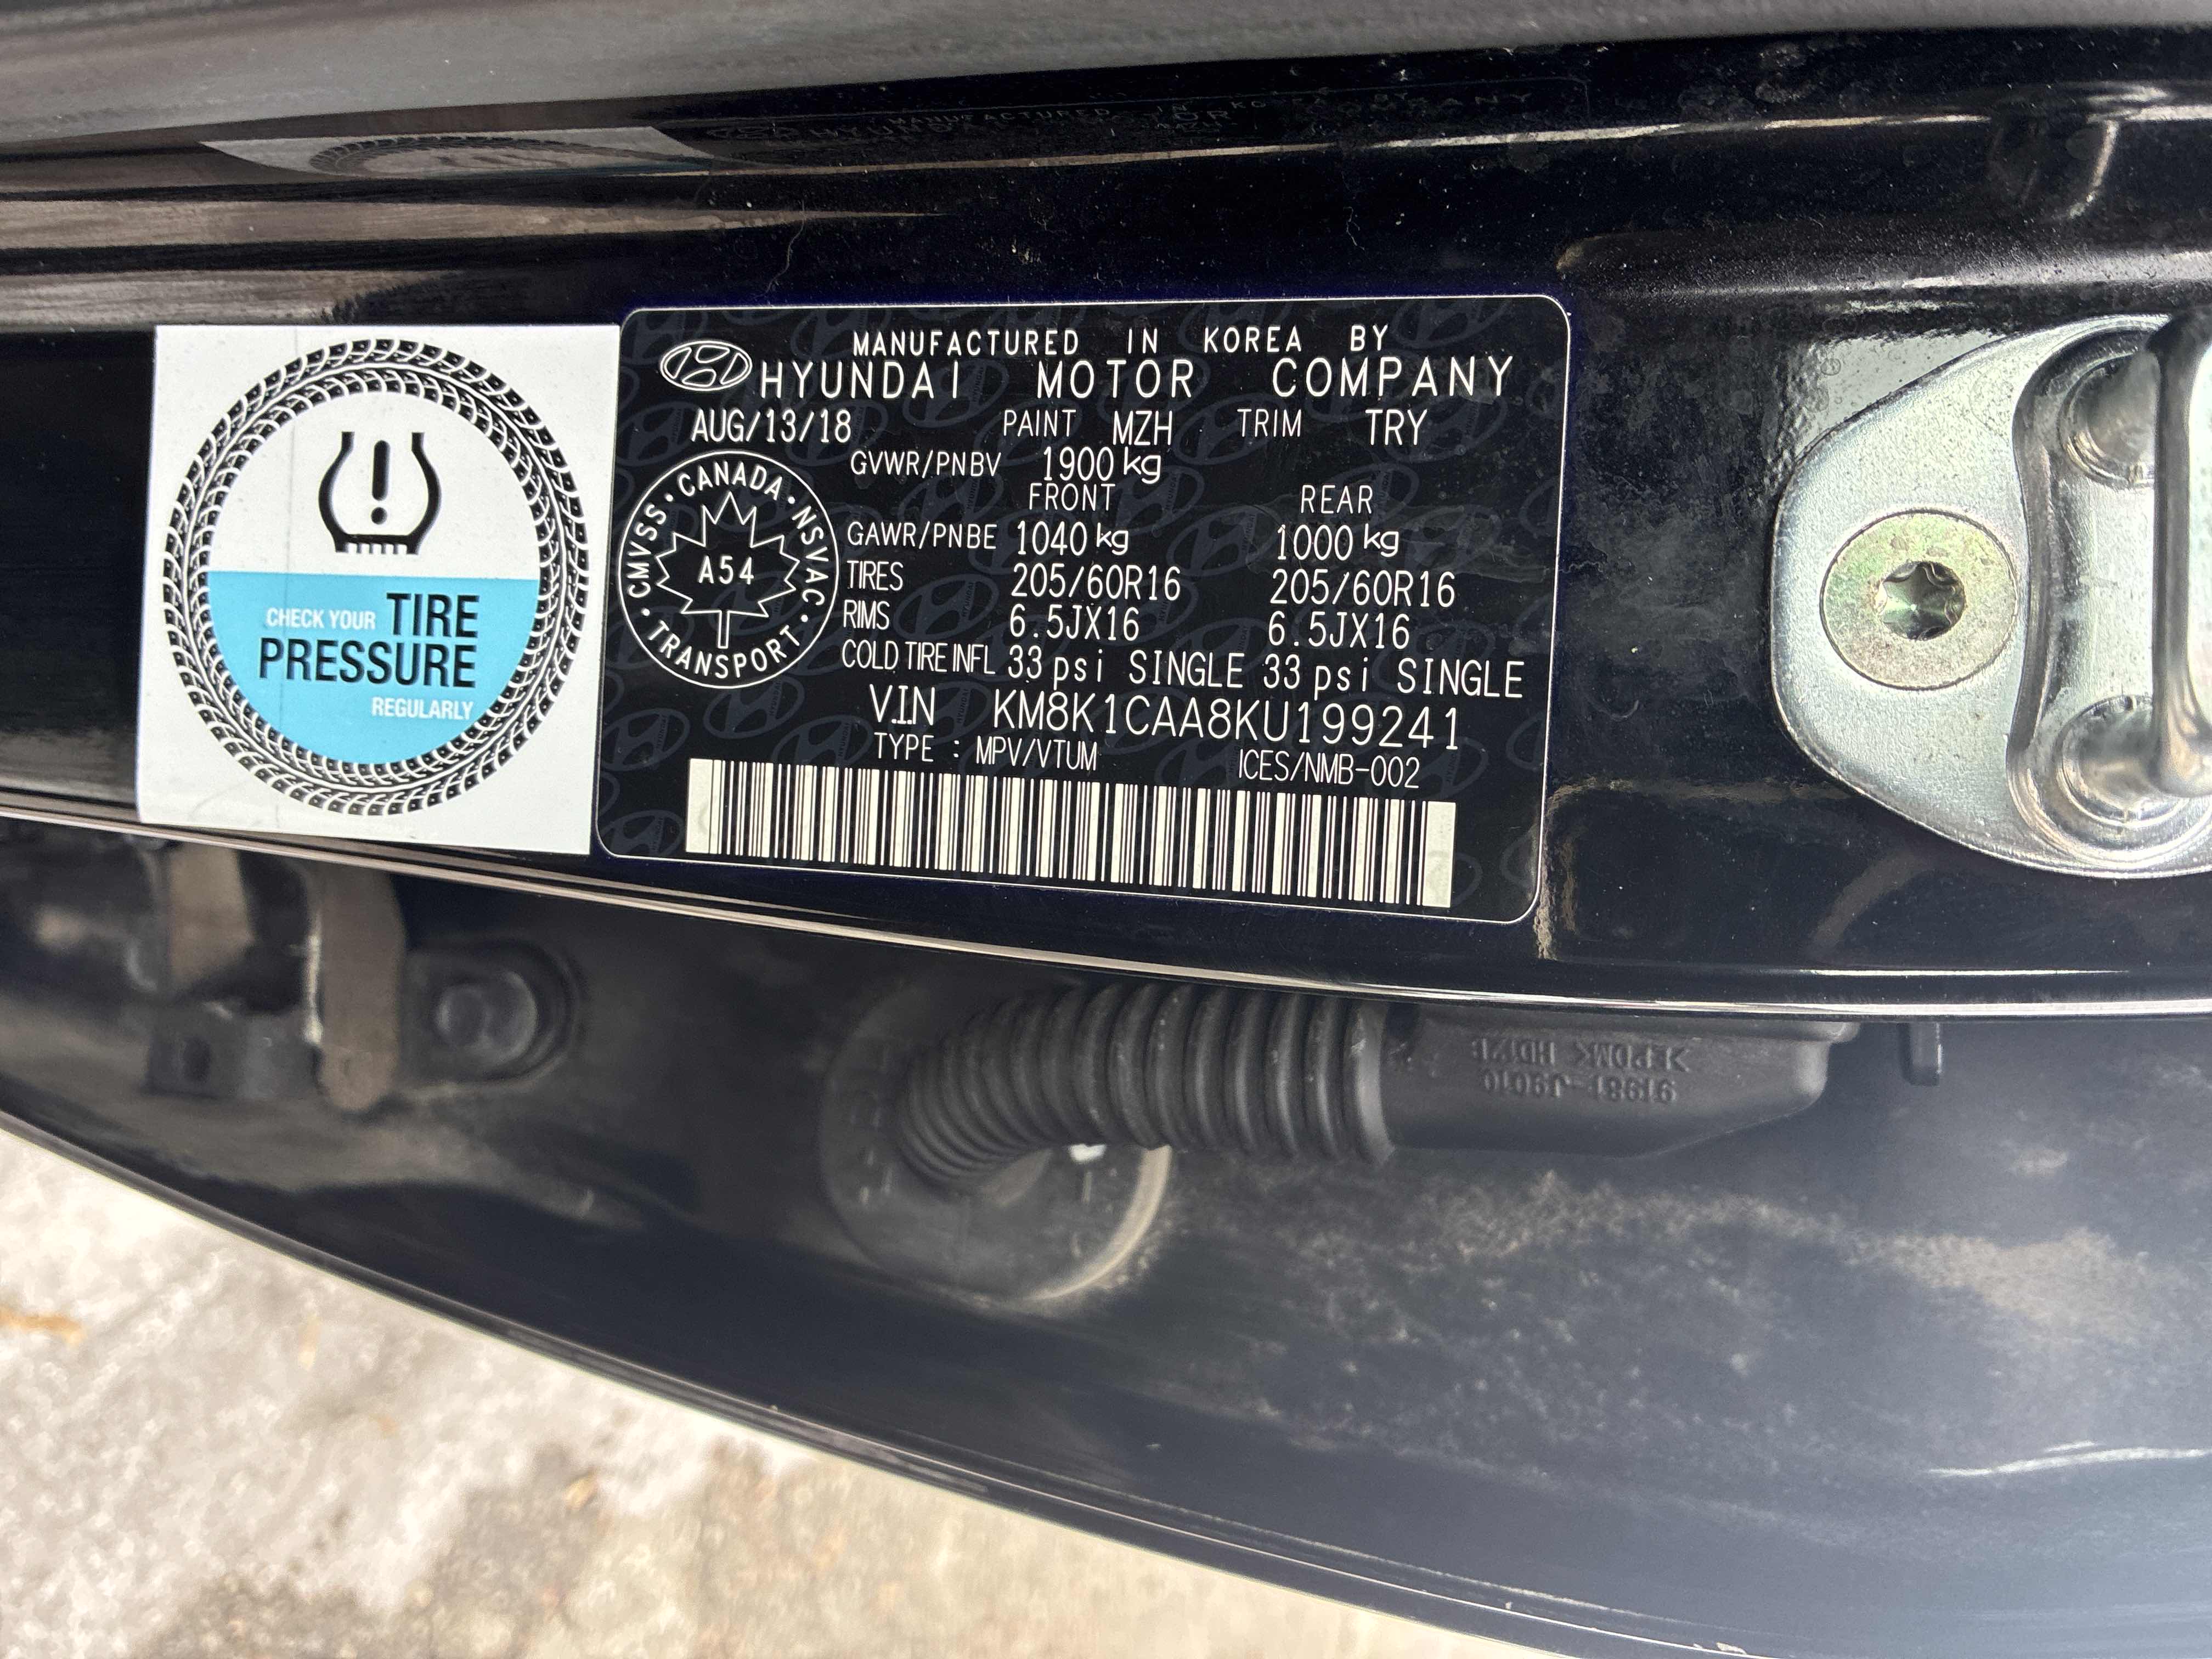 CHECK YOUR TIRE
PRESSURE
REGULARLY
MANUFACTURED IN KOREA BY
HYUNDAI MOTOR COMPANY
AUG/13/18 PAINT MZH TRIM TRY
GVWR/PNBV 1900 kg
FRONT REAR
GAWR/PNBE 1040 kg 1000 kg
TIRES 205/60R16 205/60R16
RIMS 6.5JX16 6.5JX16
COLD TIRE INFL 33 psi SINGLE 33 psi SINGLE
V.I.N KM8K1CAA8KU199241
TYPE : MPV/VTUM ICES/NMB-002
CANADA • NSVAC • TRANSPORT • CMVSS •
A54
>EPDM< HD12E
91981-J9010